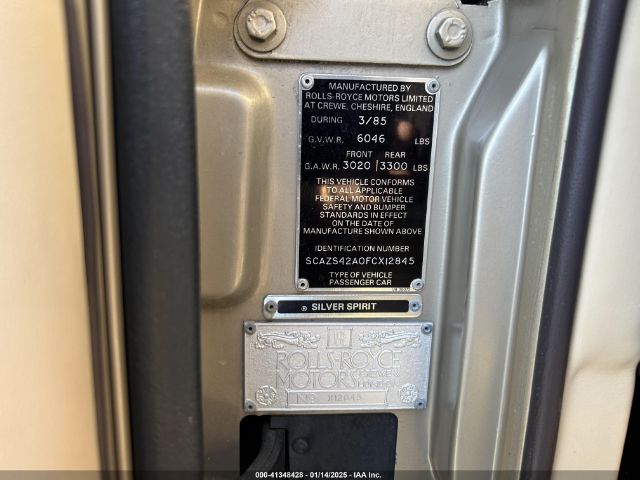 MANUFACTURED BY
ROLLS-ROYCE MOTORS LIMITED
AT CREWE, CHESHIRE, ENGLAND
DURING 3/85
G.V.W.R. 6046 LBS
FRONT REAR
G.A.W.R. 3020 / 3300 LBS
THIS VEHICLE CONFORMS
TO ALL APPLICABLE
FEDERAL MOTOR VEHICLE
SAFETY AND BUMPER
STANDARDS IN EFFECT
ON THE DATE OF
MANUFACTURE SHOWN ABOVE
IDENTIFICATION NUMBER
SCAZS42A0FCX12845
TYPE OF VEHICLE
PASSENGER CAR
® SILVER SPIRIT
ROLLS-ROYCE
MOTORS CREWE &
LONDON
X12845
000-41348428 - 01/14/2025 - IAA Inc.